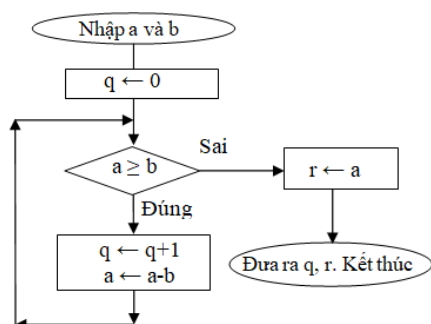 Nhập a và b
q ← 0
a ≥ b
Sai
r ← a
Đúng
q ← q+1
a ← a-b
Đưa ra q, r. Kết thúc